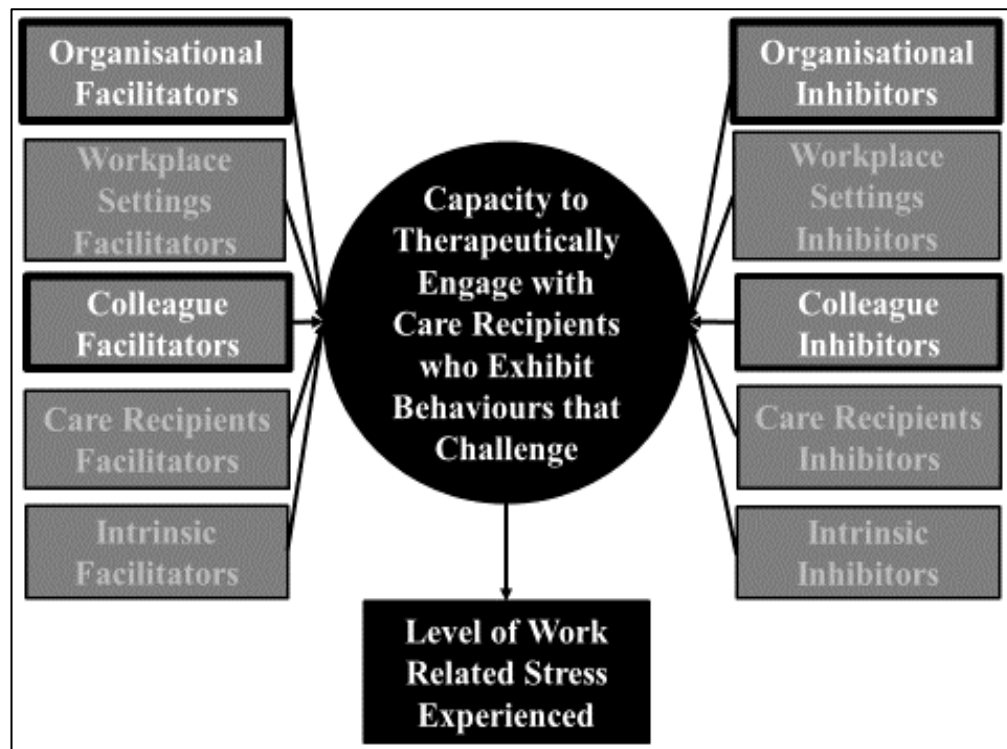 Organisational
Facilitators
Workplace
Settings
Facilitators
Colleague
Facilitators
Care Recipients
Facilitators
Intrinsic
Facilitators
Capacity to
Therapeutically
Engage with
Care Recipients
who Exhibit
Behaviours that
Challenge
Level of Work
Related Stress
Experienced
Organisational
Inhibitors
Workplace
Settings
Inhibitors
Colleague
Inhibitors
Care Recipients
Inhibitors
Intrinsic
Inhibitors